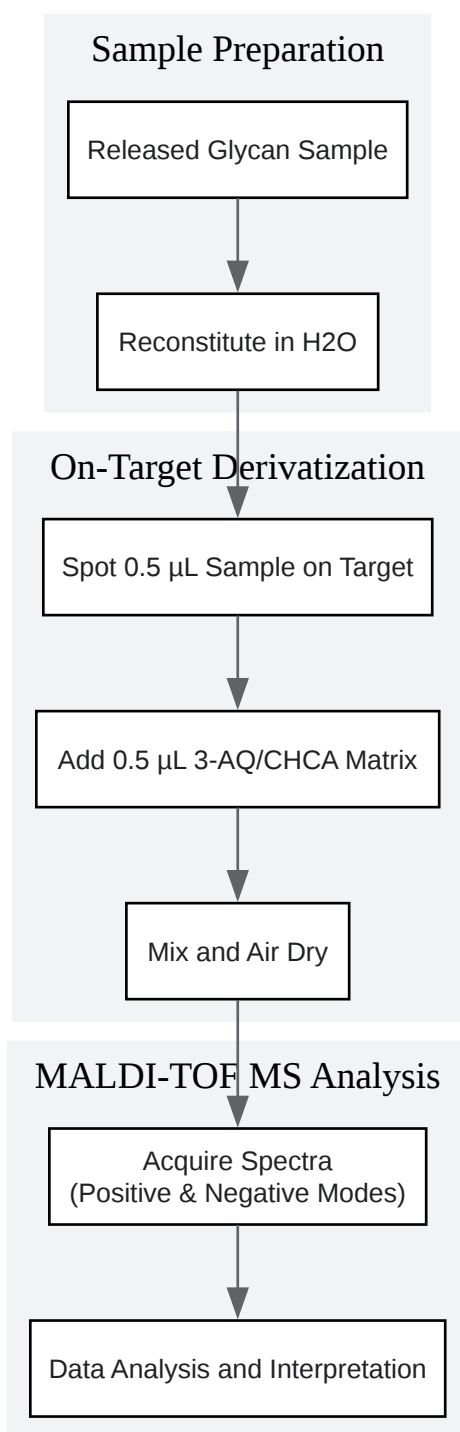 Sample Preparation
Released Glycan Sample
Reconstitute in H2O
On-Target Derivatization
Spot 0.5 µL Sample on Target
Add 0.5 µL 3-AQ/CHCA Matrix
Mix and Air Dry
MALDI-TOF MS Analysis
Acquire Spectra
(Positive & Negative Modes)
Data Analysis and Interpretation